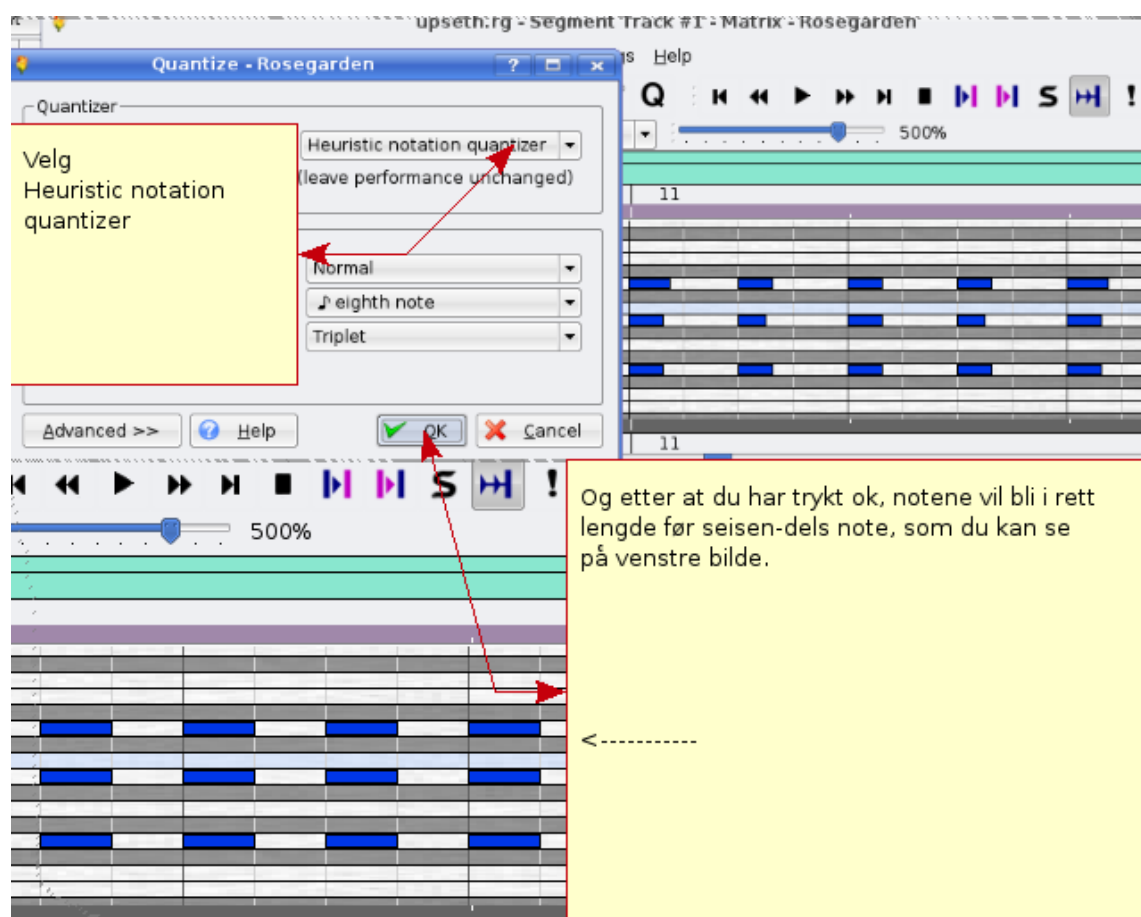 upseth.rg - Segment Track #1 - Matrix - Rosegarden
Help
Quantize - Rosegarden
?
Q
S
!
500%
11
Quantizer
Velg
Heuristic notation
quantizer
Heuristic notation quantizer
(leave performance unchanged)
Normal
eighth note
Triplet
Advanced >>
Help
OK
Cancel
11
S
!
500%
Og etter at du har trykt ok, notene vil bli i rett
lengde før seisen-dels note, som du kan se
på venstre bilde.
<-----------